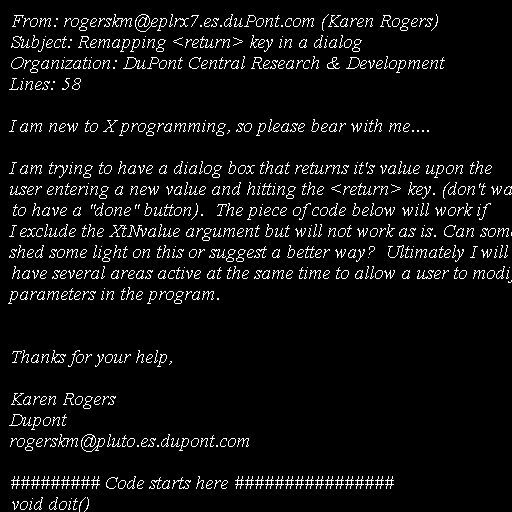 From: rogerskm@eplrx7.es.duPont.com (Karen Rogers)
Subject: Remapping <return> key in a dialog
Organization: DuPont Central Research & Development
Lines: 58
I am new to X programming, so please bear with me....
I am trying to have a dialog box that returns it's value upon the
user entering a new value and hitting the <return> key. (don't wa
to have a "done" button).  The piece of code below will work if
I exclude the XtNvalue argument but will not work as is. Can som
shed some light on this or suggest a better way?  Ultimately I will
have several areas active at the same time to allow a user to modi
parameters in the program.
Thanks for your help,
Karen Rogers
Dupont
rogerskm@pluto.es.dupont.com
######### Code starts here ################
void doit()